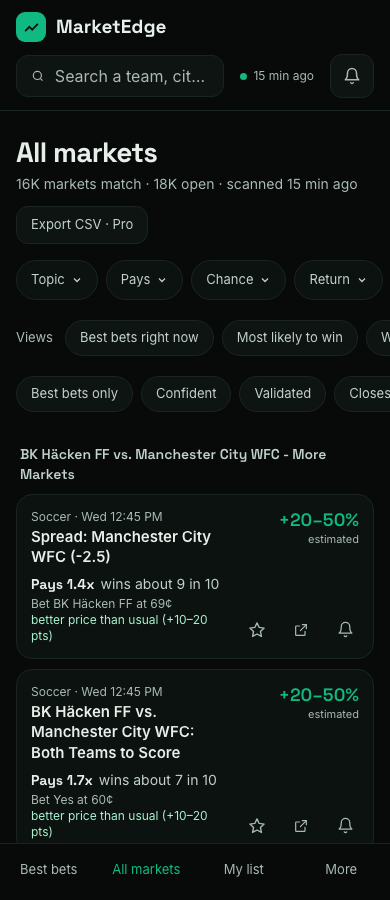 MarketEdge
Search a team, cit...
15 min ago
All markets
16K markets match · 18K open · scanned 15 min ago
Export CSV · Pro
Topic Pays Chance Return
Views Best bets right now Most likely to win
Best bets only Confident Validated Closes
BK Häcken FF vs. Manchester City WFC - More
Markets
Soccer · Wed 12:45 PM
+20–50%
estimated
Spread: Manchester City
WFC (-2.5)
Pays 1.4x wins about 9 in 10
Bet BK Häcken FF at 69¢
better price than usual (+10–20
pts)
Soccer · Wed 12:45 PM
+20–50%
estimated
BK Häcken FF vs.
Manchester City WFC:
Both Teams to Score
Pays 1.7x wins about 7 in 10
Bet Yes at 60¢
better price than usual (+10–20
pts)
Best bets All markets My list More